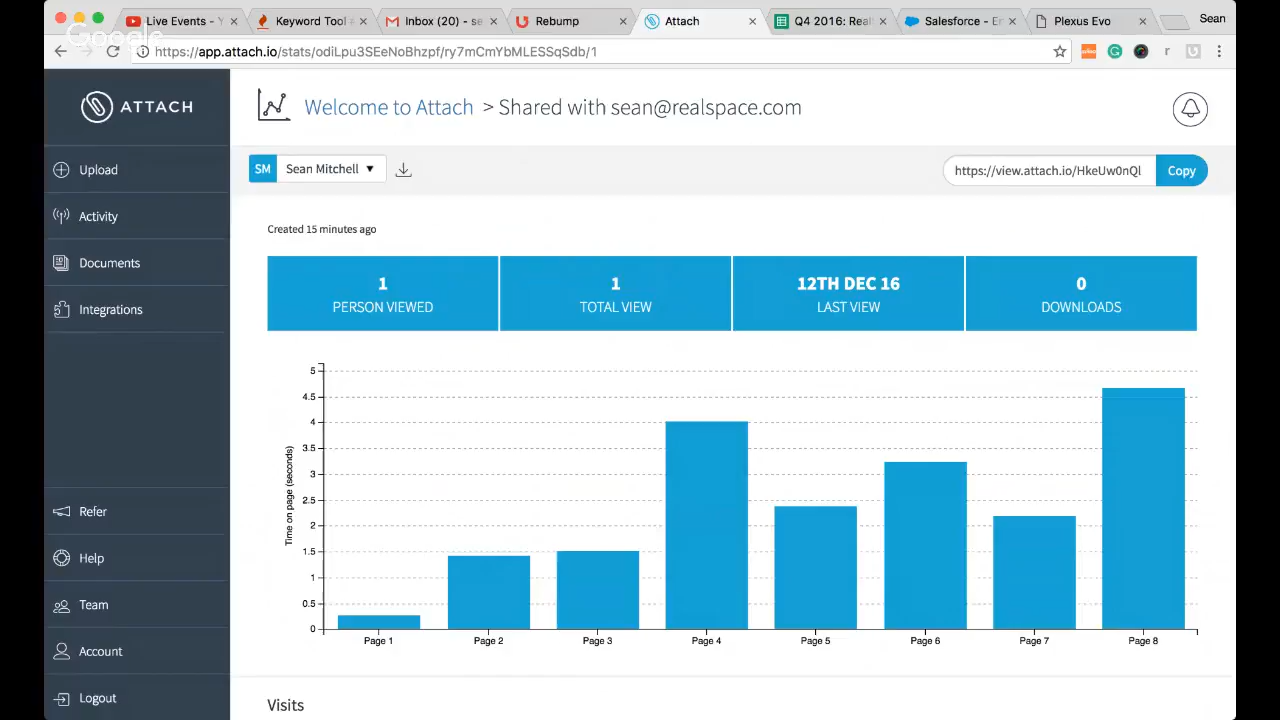 Live Events - Y
Keyword Tool
Inbox (20) - se
Rebump
Attach
Q4 2016: Real
Salesforce - En
Plexus Evo
Sean
Google
https://app.attach.io/stats/odiLpu3SEeNoBhzpf/ry7mCmYbMLESSqSdb/1
ATTACH
Welcome to Attach > Shared with sean@realspace.com
Upload
SM Sean Mitchell
https://view.attach.io/HkeUw0nQl Copy
Activity
Created 15 minutes ago
Documents
Integrations
1
PERSON VIEWED
1
TOTAL VIEW
12TH DEC 16
LAST VIEW
0
DOWNLOADS
Time on page (seconds)
5
4.5
4
3.5
3
2.5
2
1.5
1
0.5
0
Page 1 Page 2 Page 3 Page 4 Page 5 Page 6 Page 7 Page 8
Refer
Help
Team
Account
Logout
Visits